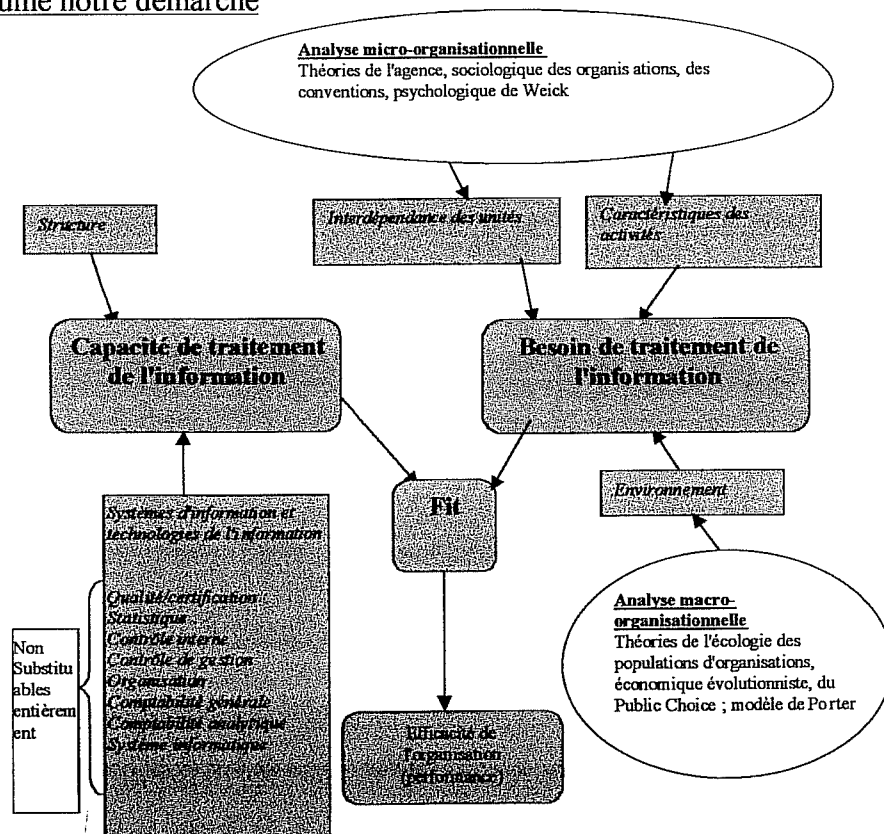 ume notre démarche
Analyse micro-organisationnelle
Théories de l'agence, sociologique des organis ations, des
conventions, psychologique de Weick
Structure
Interdépendance des unités
Caractéristiques des
activités
Capacité de traitement
de l'information
Besoin de traitement de
l'information
Fit
Environnement
Systèmes d'information et
technologies de l'information
Qualité/certification
Statistique
Contrôle interne
Contrôle de gestion
Organisation
Comptabilité générale
Comptabilité analytique
Système informatique
Non
Substitu
ables
entièrem
ent
Analyse macro-
organisationnelle
Théories de l'écologie des
populations d'organisations,
économique évolutionniste, du
Public Choice ; modèle de Porter
Efficacité de
l'organisation
(performance)